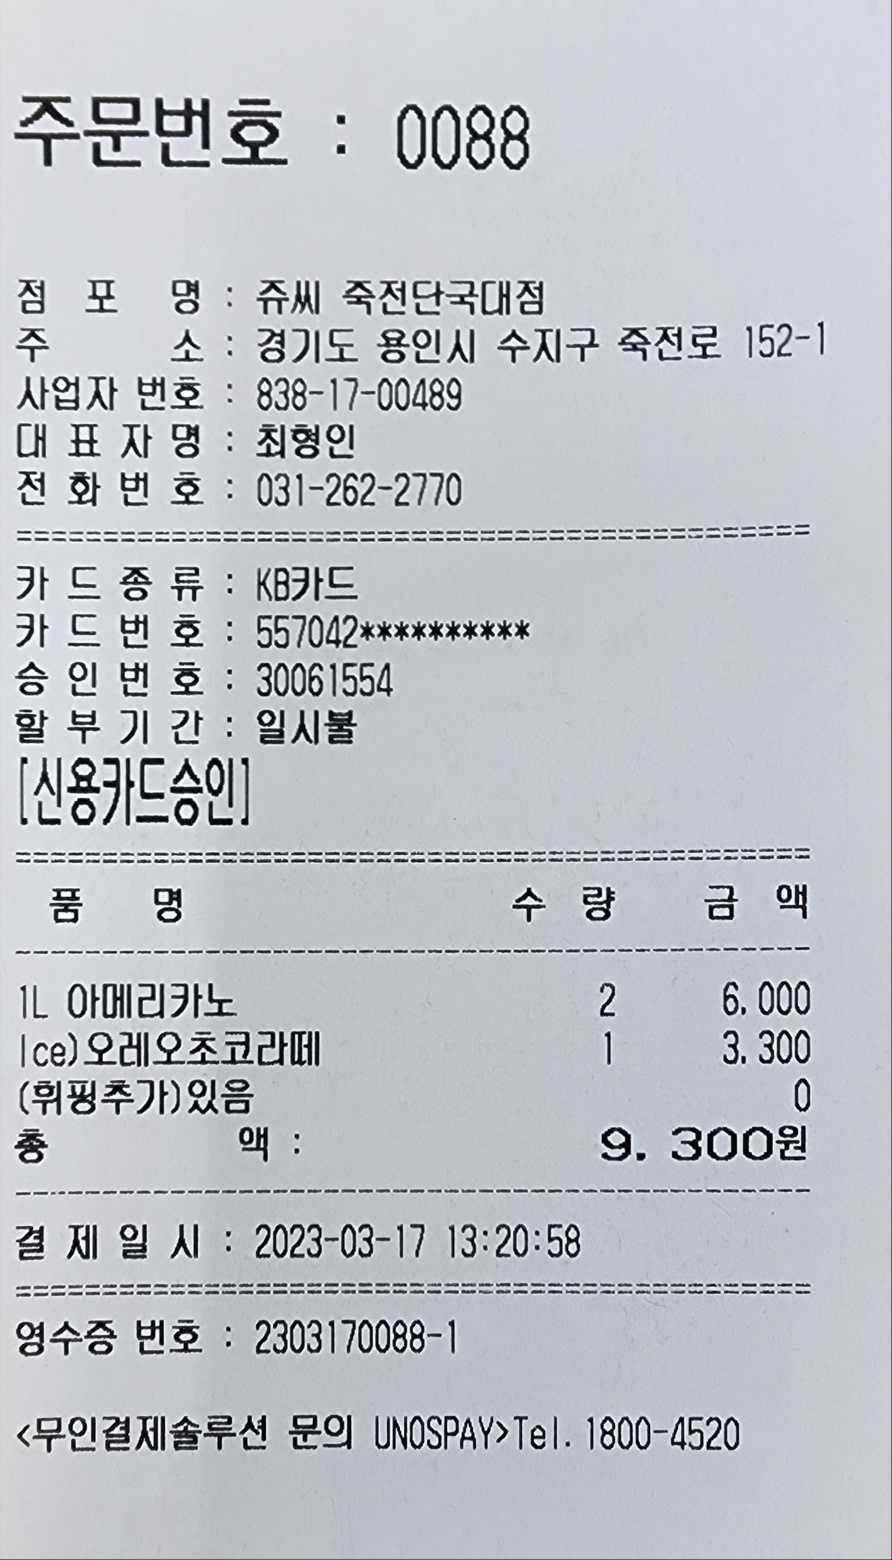 주문번호 : 0088
점 포 명 : 쥬씨 죽전단국대점
주 소 : 경기도 용인시 수지구 죽전로 152-1
사업자 번호 : 838-17-00489
대 표 자 명 : 최형인
전 화 번 호 : 031-262-2770
==============================================
카 드 종 류 : KB카드
카 드 번 호 : 557042**********
승 인 번 호 : 30061554
할 부 기 간 : 일시불
[신용카드승인]
==============================================
품 명 수 량 금 액
----------------------------------------------
1L 아메리카노 2 6,000
Ice)오레오초코라떼 1 3,300
(휘핑추가)있음 0
총 액 : 9,300원
----------------------------------------------
결 제 일 시 : 2023-03-17 13:20:58
==============================================
영수증 번호 : 2303170088-1
<무인결제솔루션 문의 UNOSPAY>Tel.1800-4520